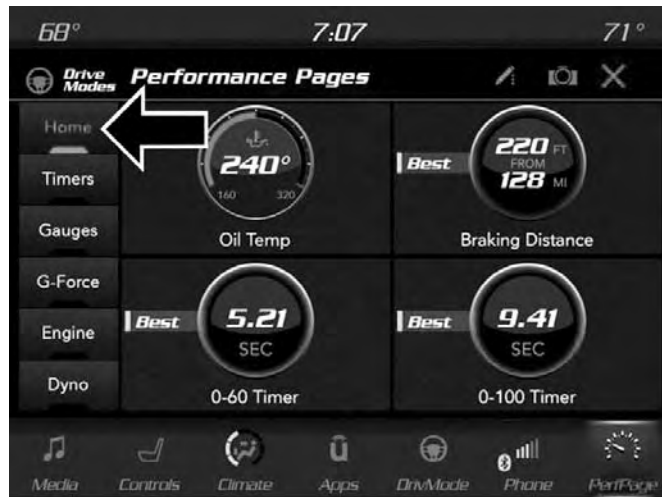 68° 7:07 71°
Drive Modes Performance Pages
Home
Timers
Gauges
G-Force
Engine
Dyno
240°
160 320
Oil Temp
Best
220 FT
FROM
128 MI
Braking Distance
Best
5.21
SEC
0-60 Timer
Best
9.41
SEC
0-100 Timer
Media Controls Climate Apps DrivMode Phone PerfPage